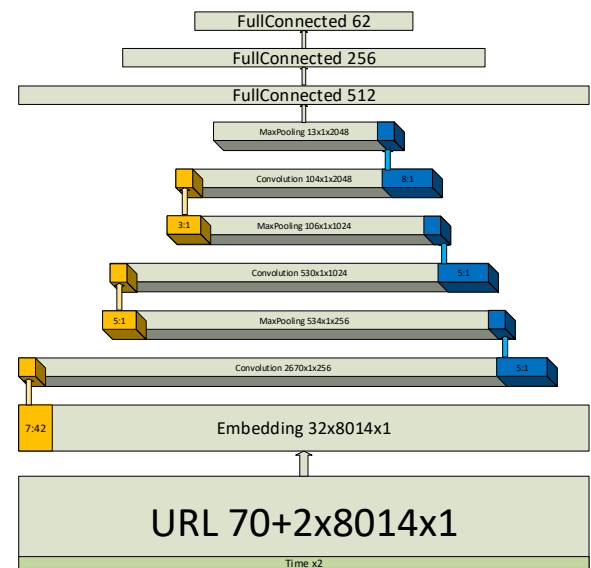 FullConnected 62
FullConnected 256
FullConnected 512
MaxPooling 13x1x2048
Convolution 104x1x2048
8:1
3:1
MaxPooling 106x1x1024
Convolution 530x1x1024
5:1
5:1
MaxPooling 534x1x256
Convolution 2670x1x256
5:1
7:42
Embedding 32x8014x1
URL 70+2x8014x1
Time x2